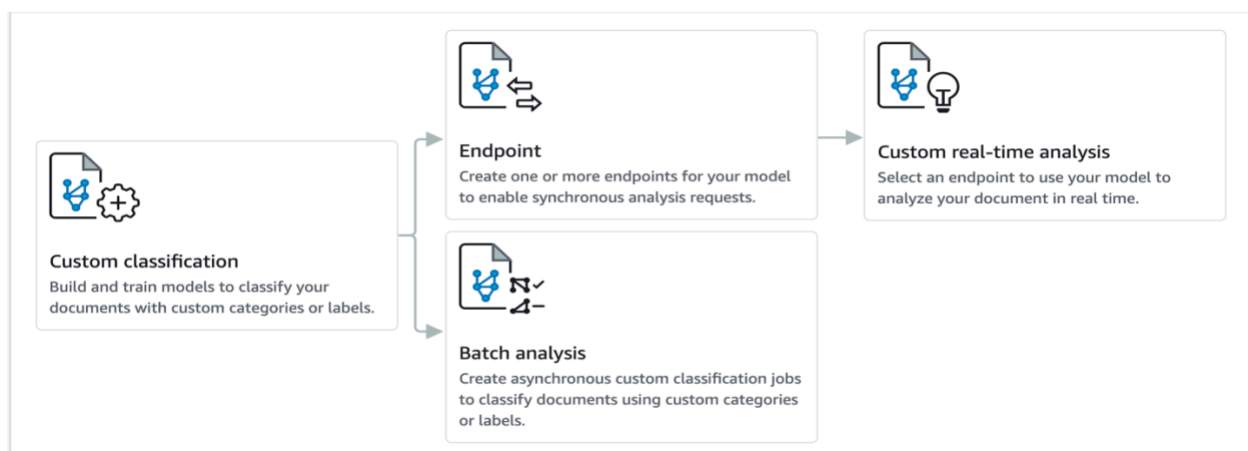 Custom classification
Build and train models to classify your
documents with custom categories or labels.
Endpoint
Create one or more endpoints for your model
to enable synchronous analysis requests.
Batch analysis
Create asynchronous custom classification jobs
to classify documents using custom categories
or labels.
Custom real-time analysis
Select an endpoint to use your model to
analyze your document in real time.